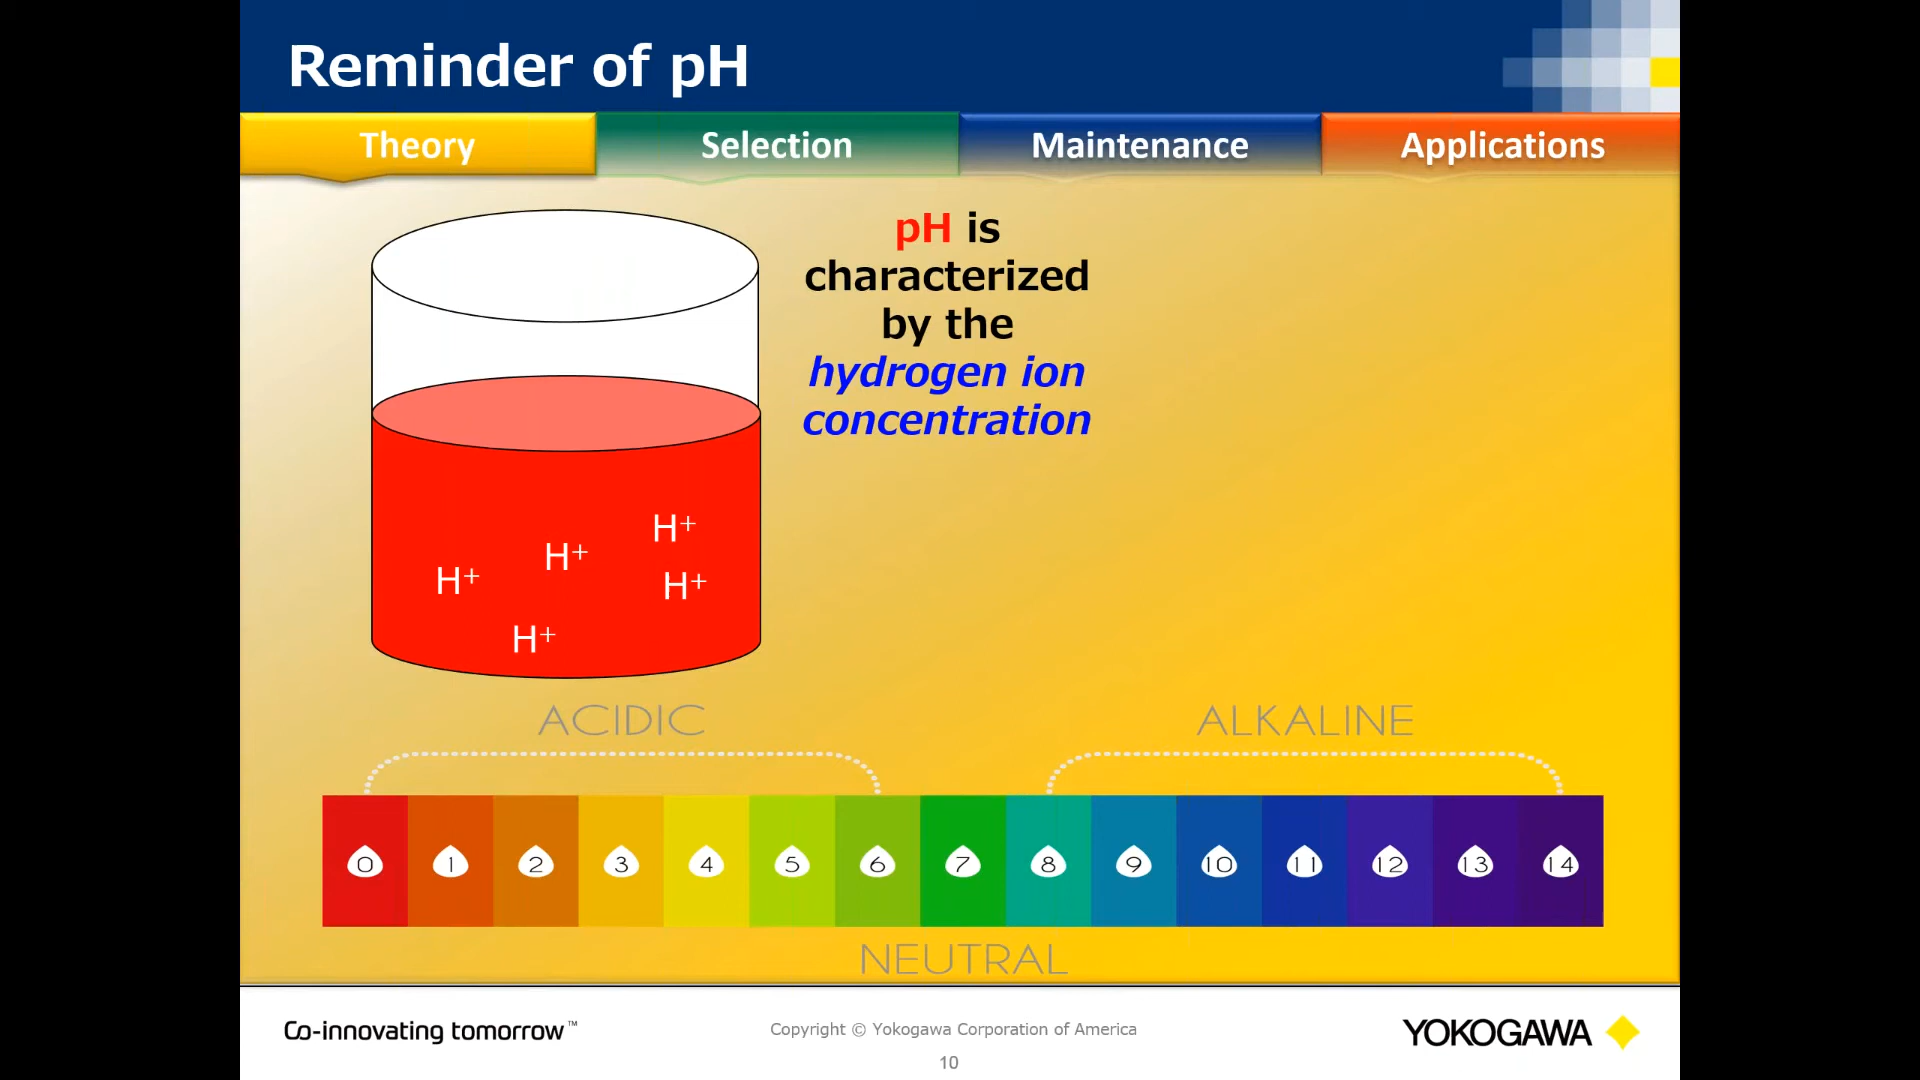 Reminder of pH
Theory Selection Maintenance Applications
pH is
characterized
by the
hydrogen ion
concentration
H⁺
H⁺
H⁺
H⁺
H⁺
ACIDIC ALKALINE
0 1 2 3 4 5 6 7 8 9 10 11 12 13 14
NEUTRAL
Co-innovating tomorrow™ Copyright © Yokogawa Corporation of America YOKOGAWA
10